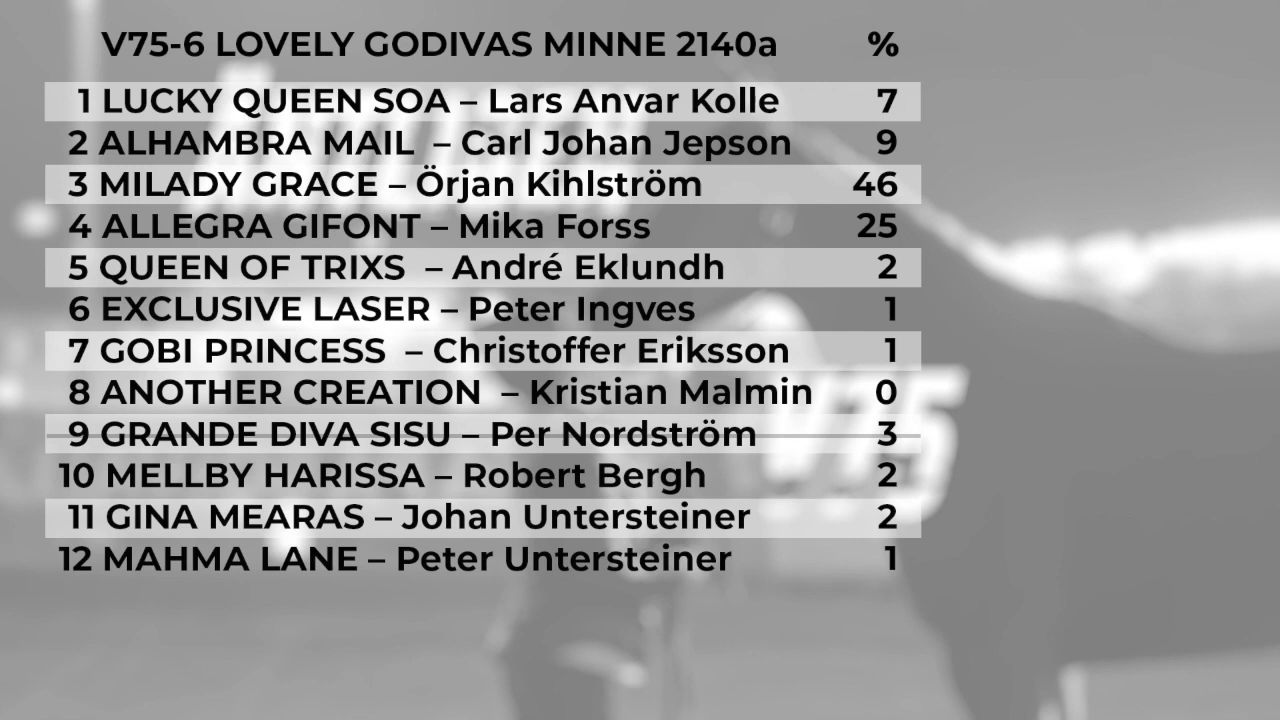 V75-6 LOVELY GODIVAS MINNE 2140a %
1 LUCKY QUEEN SOA – Lars Anvar Kolle 7
2 ALHAMBRA MAIL – Carl Johan Jepson 9
3 MILADY GRACE – Örjan Kihlström 46
4 ALLEGRA GIFONT – Mika Forss 25
5 QUEEN OF TRIXS – André Eklundh 2
6 EXCLUSIVE LASER – Peter Ingves 1
7 GOBI PRINCESS – Christoffer Eriksson 1
8 ANOTHER CREATION – Kristian Malmin 0
9 GRANDE DIVA SISU – Per Nordström 3
10 MELLBY HARISSA – Robert Bergh 2
11 GINA MEARAS – Johan Untersteiner 2
12 MAHMA LANE – Peter Untersteiner 1
V75